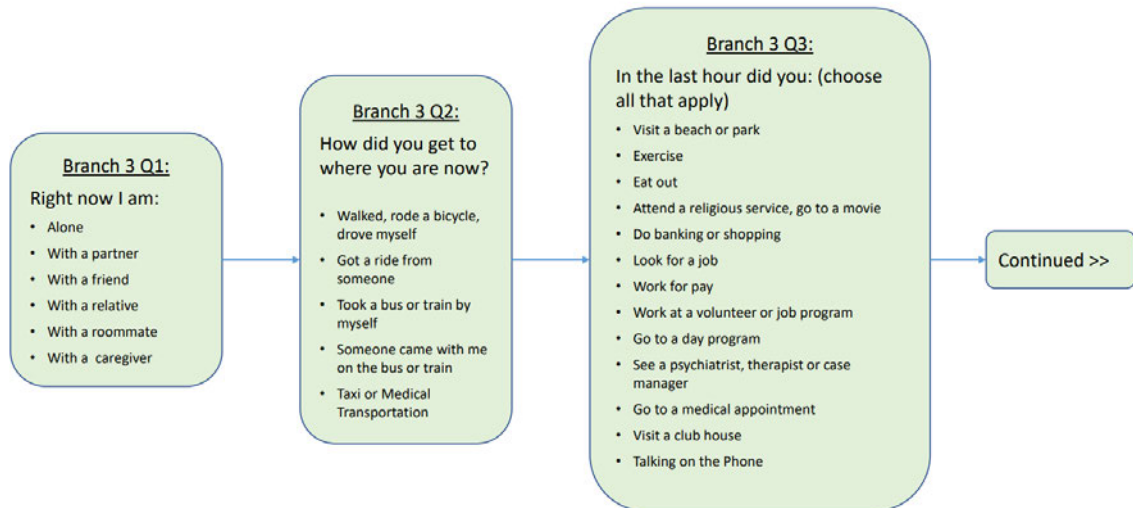 Branch 3 Q1:
Right now I am:
• Alone
• With a partner
• With a friend
• With a relative
• With a roommate
• With a caregiver
Branch 3 Q2:
How did you get to
where you are now?
• Walked, rode a bicycle,
drove myself
• Got a ride from
someone
• Took a bus or train by
myself
• Someone came with me
on the bus or train
• Taxi or Medical
Transportation
Branch 3 Q3:
In the last hour did you: (choose
all that apply)
• Visit a beach or park
• Exercise
• Eat out
• Attend a religious service, go to a movie
• Do banking or shopping
• Look for a job
• Work for pay
• Work at a volunteer or job program
• Go to a day program
• See a psychiatrist, therapist or case
manager
• Go to a medical appointment
• Visit a club house
• Talking on the Phone
Continued >>